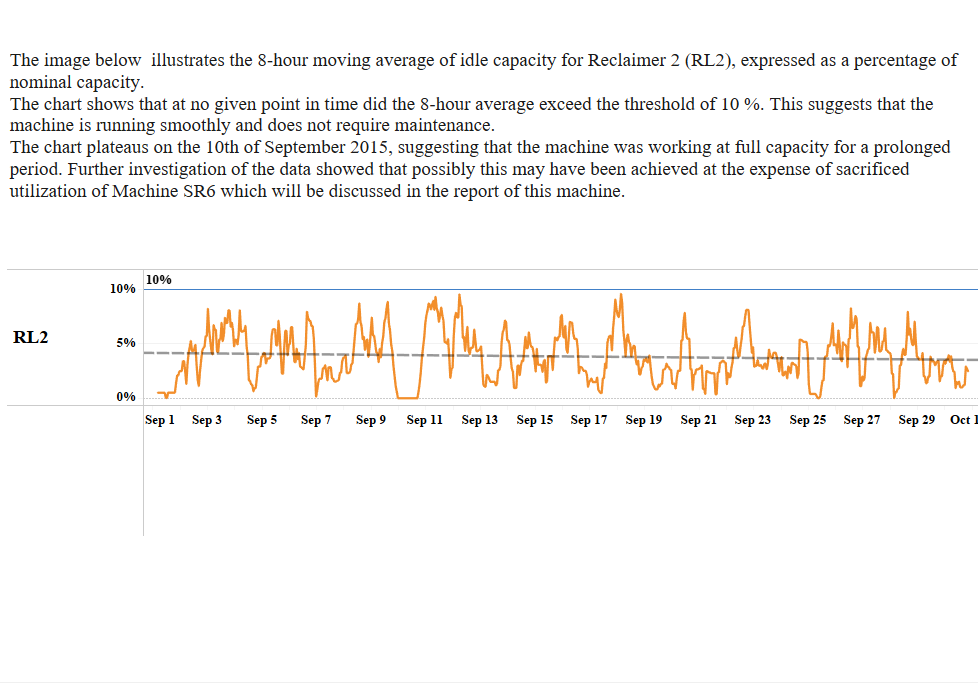 The image below  illustrates the 8-hour moving average of idle capacity for Reclaimer 2 (RL2), expressed as a percentage of
nominal capacity.
The chart shows that at no given point in time did the 8-hour average exceed the threshold of 10 %. This suggests that the
machine is running smoothly and does not require maintenance.
The chart plateaus on the 10th of September 2015, suggesting that the machine was working at full capacity for a prolonged
period. Further investigation of the data showed that possibly this may have been achieved at the expense of sacrificed
utilization of Machine SR6 which will be discussed in the report of this machine.
10%
10%
RL2
5%
0%
Sep 1 Sep 3 Sep 5 Sep 7 Sep 9 Sep 11 Sep 13 Sep 15 Sep 17 Sep 19 Sep 21 Sep 23 Sep 25 Sep 27 Sep 29 Oct 1